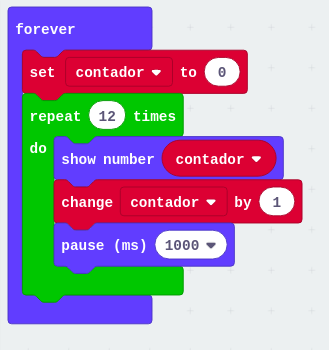 forever
set contador to 0
repeat 12 times
do
show number contador
change contador by 1
pause (ms) 1000